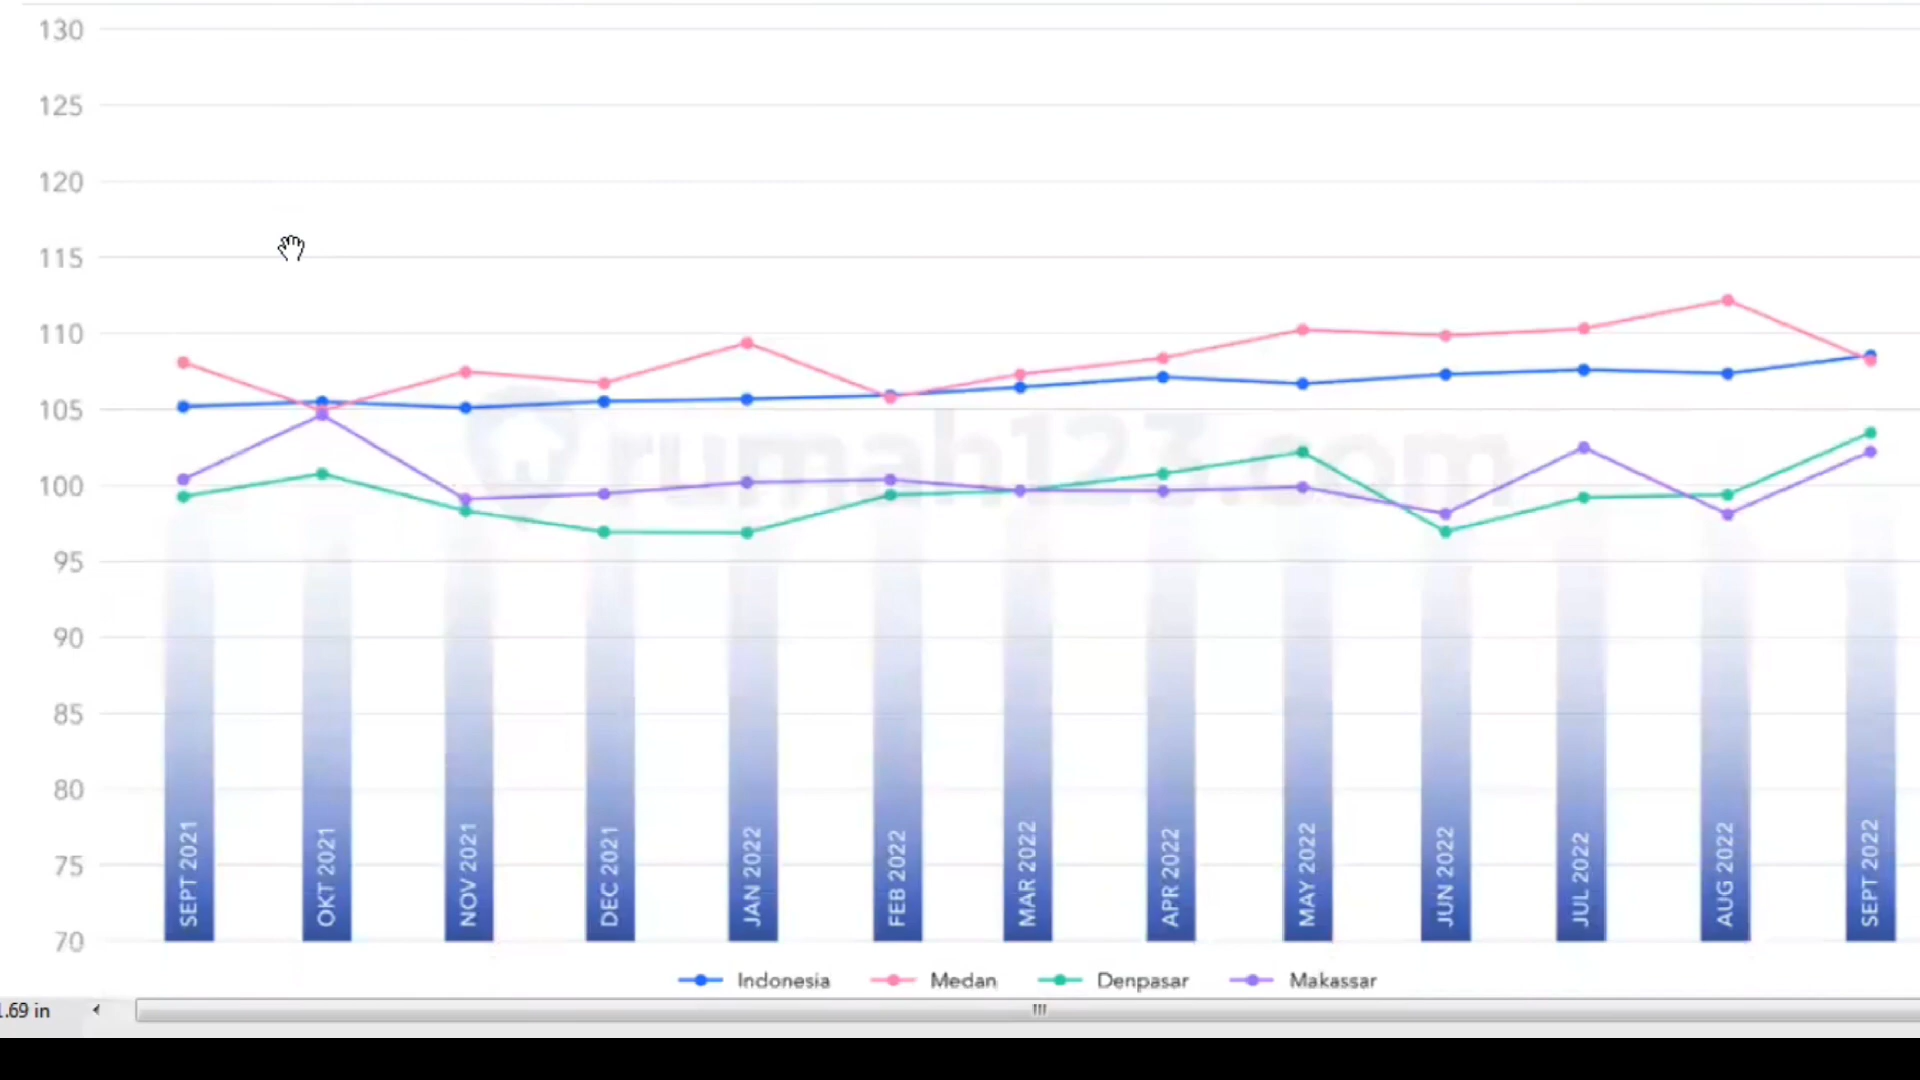 130
125
120
115
110
105
100
95
90
85
80
75
70
rumah123.com
SEPT 2021
OKT 2021
NOV 2021
DEC 2021
JAN 2022
FEB 2022
MAR 2022
APR 2022
MAY 2022
JUN 2022
JUL 2022
AUG 2022
SEPT 2022
Indonesia Medan Denpasar Makassar
.69 in